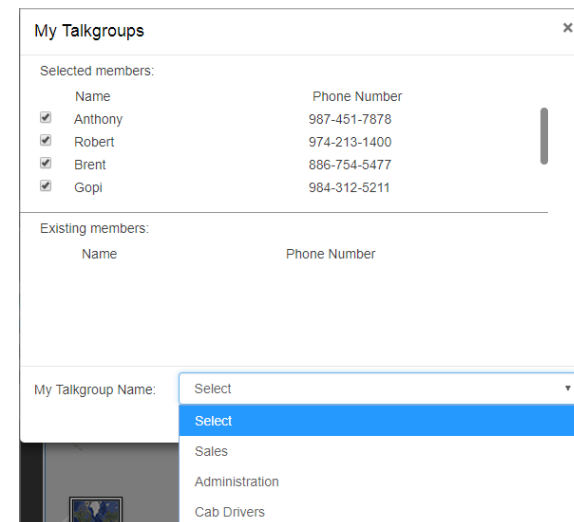 My Talkgroups ×
Selected members:
Name Phone Number
Anthony 987-451-7878
Robert 974-213-1400
Brent 886-754-5477
Gopi 984-312-5211
Existing members:
Name Phone Number
My Talkgroup Name: Select
Select
Sales
Administration
Cab Drivers